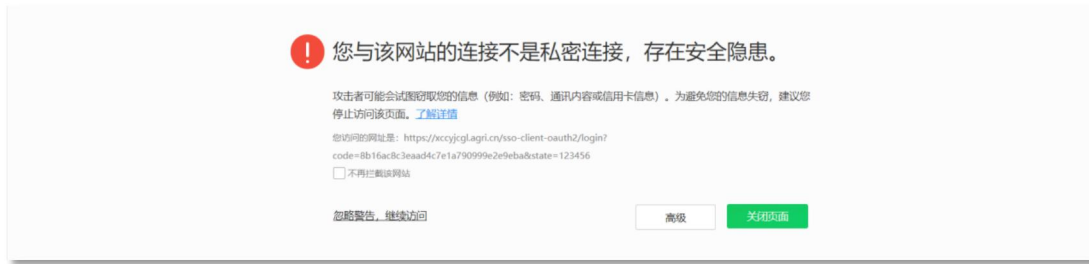 您与该网站的连接不是私密连接，存在安全隐患。
攻击者可能会试图窃取您的信息（例如：密码、通讯内容或信用卡信息）。为避免您的信息失窃，建议您
停止访问该页面。了解详情
您访问的网址是：https://xccyjcgl.agri.cn/sso-client-oauth2/login?
code=8b16ac8c3eaad4c7e1a790999e2e9eba&state=123456
不再拦截该网站
忽略警告，继续访问
高级
关闭页面